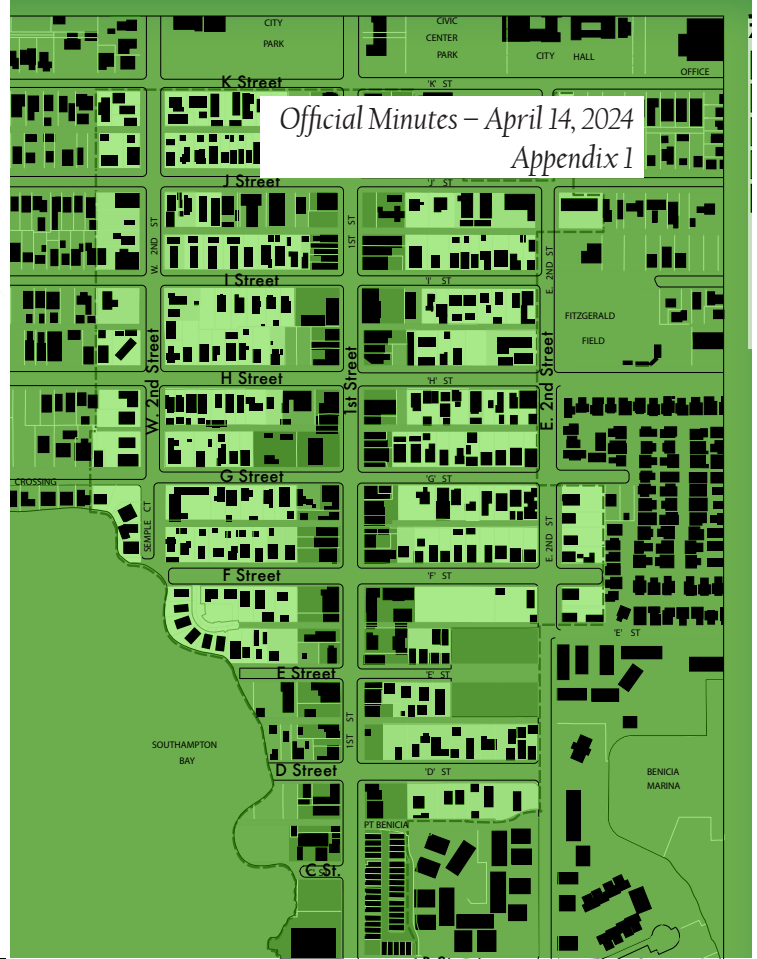 CITY
PARK
CIVIC
CENTER
PARK
CITY HALL
OFFICE
K Street
'K' ST
Official Minutes – April 14, 2024
Appendix 1
J Street
'J' ST
W. 2ND ST
1ST ST
E. 2ND ST
I Street
'I' ST
FITZGERALD
FIELD
W. 2nd Street
1st Street
E. 2nd Street
H Street
'H' ST
CROSSING
G Street
'G' ST
SEMPLE CT
E. 2ND ST
F Street
'F' ST
'E' ST
E Street
'E' ST
1ST ST
SOUTHAMPTON
BAY
D Street
'D' ST
BENICIA
MARINA
PT BENICIA
C St.